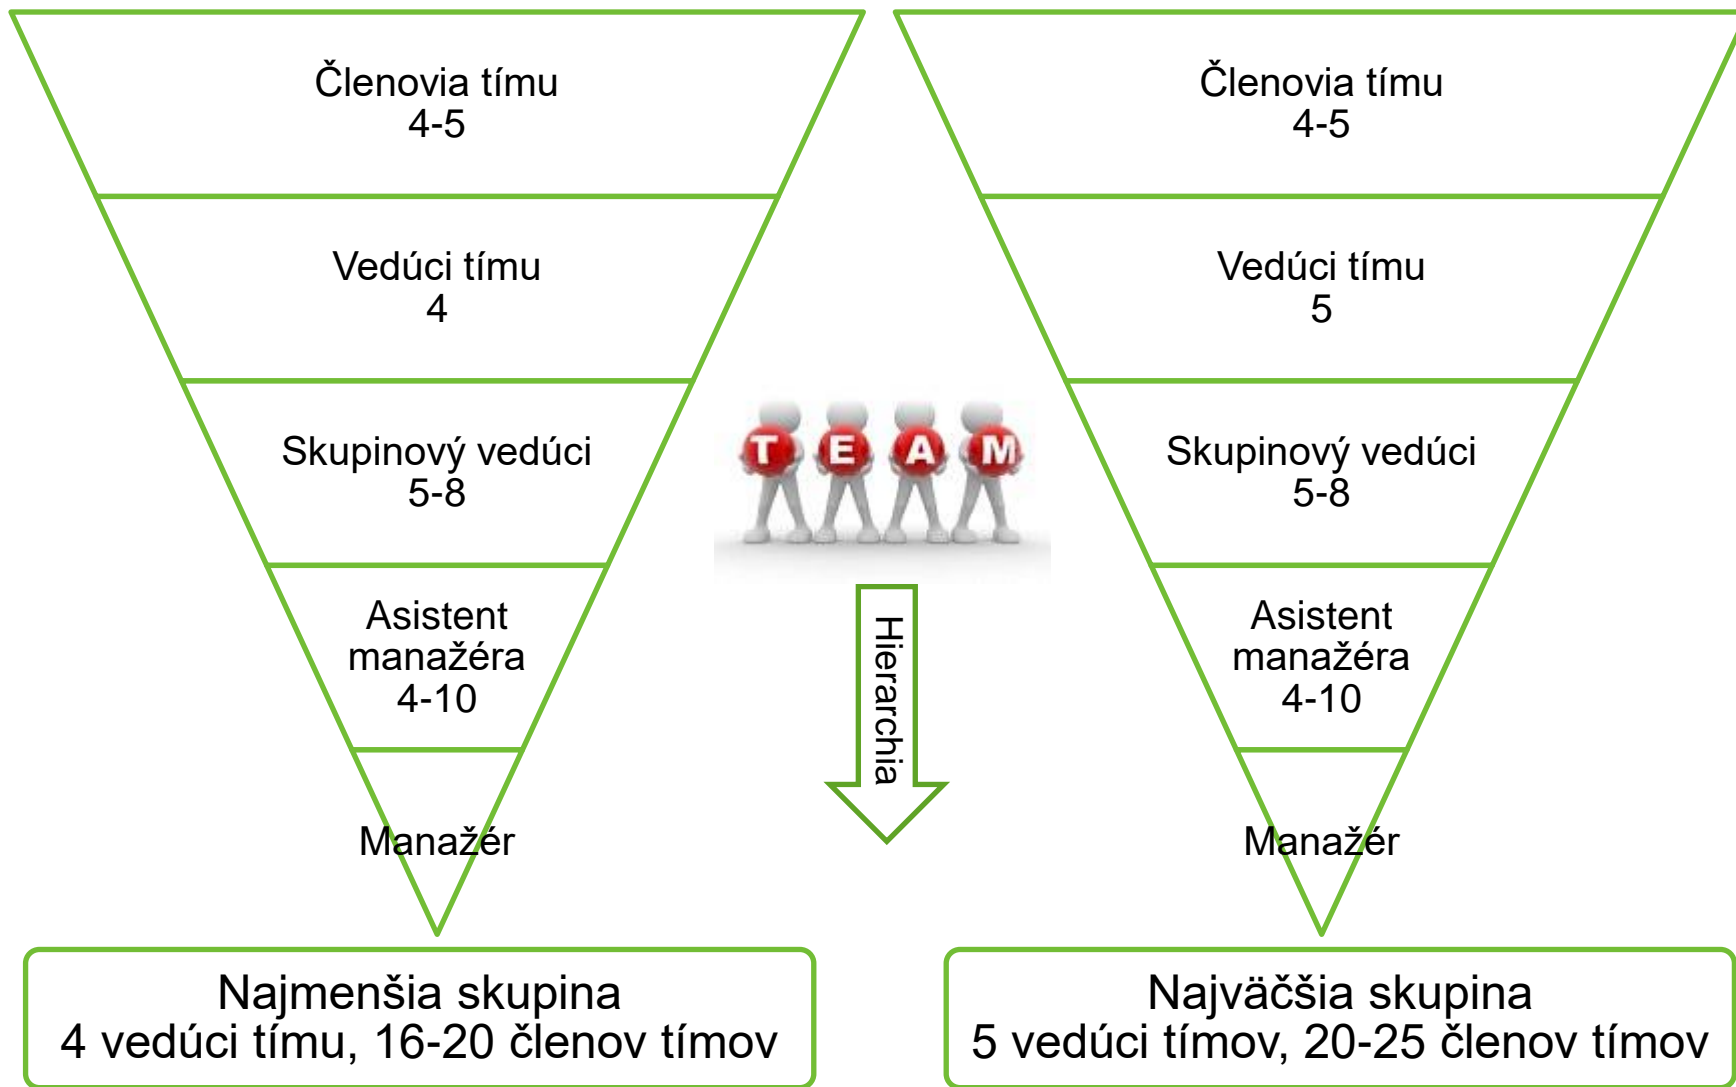 Členovia tímu
4-5
Vedúci tímu
4
Skupinový vedúci
5-8
Asistent
manažéra
4-10
Manažér
Najmenšia skupina
4 vedúci tímu, 16-20 členov tímov
T E A M
Hierarchia
Členovia tímu
4-5
Vedúci tímu
5
Skupinový vedúci
5-8
Asistent
manažéra
4-10
Manažér
Najväčšia skupina
5 vedúci tímov, 20-25 členov tímov